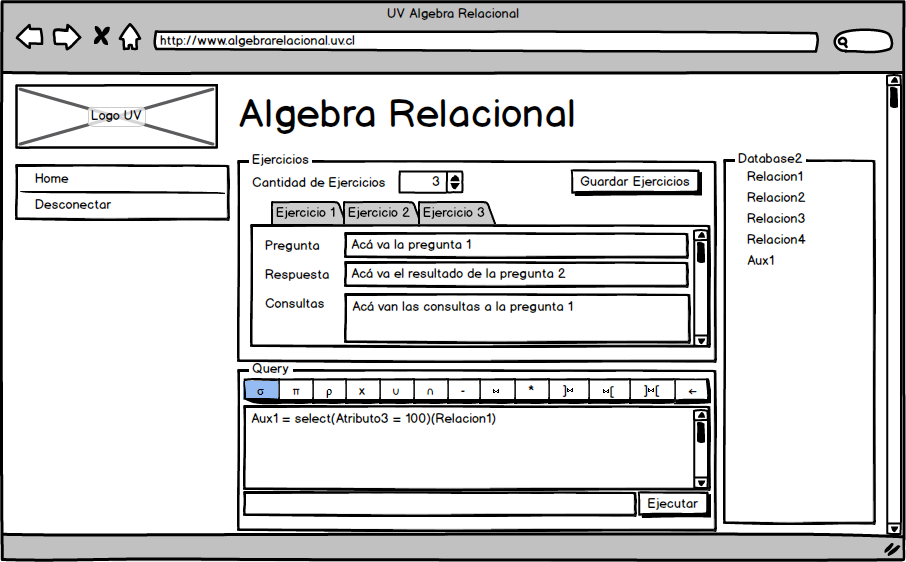 UV Algebra Relacional
http://www.algebrarelacional.uv.cl
Logo UV
Algebra Relacional
Home
Desconectar
Ejercicios
Cantidad de Ejercicios 3 Guardar Ejercicios
Ejercicio 1 Ejercicio 2 Ejercicio 3
Pregunta Acá va la pregunta 1
Respuesta Acá va el resultado de la pregunta 2
Consultas Acá van las consultas a la pregunta 1
Query
σ π ρ x ∪ ∩ - ⋈ * ]⋈ ⋈[ ]⋈[ ←
Aux1 = select(Atributo3 = 100)(Relacion1)
Ejecutar
Database2
Relacion1
Relacion2
Relacion3
Relacion4
Aux1